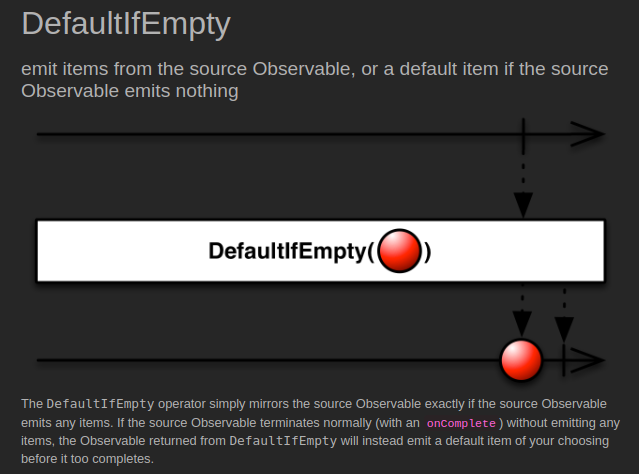 DefaultIfEmpty
emit items from the source Observable, or a default item if the source
Observable emits nothing
DefaultIfEmpty( )
The DefaultIfEmpty operator simply mirrors the source Observable exactly if the source Observable
emits any items. If the source Observable terminates normally (with an onComplete) without emitting any
items, the Observable returned from DefaultIfEmpty will instead emit a default item of your choosing
before it too completes.